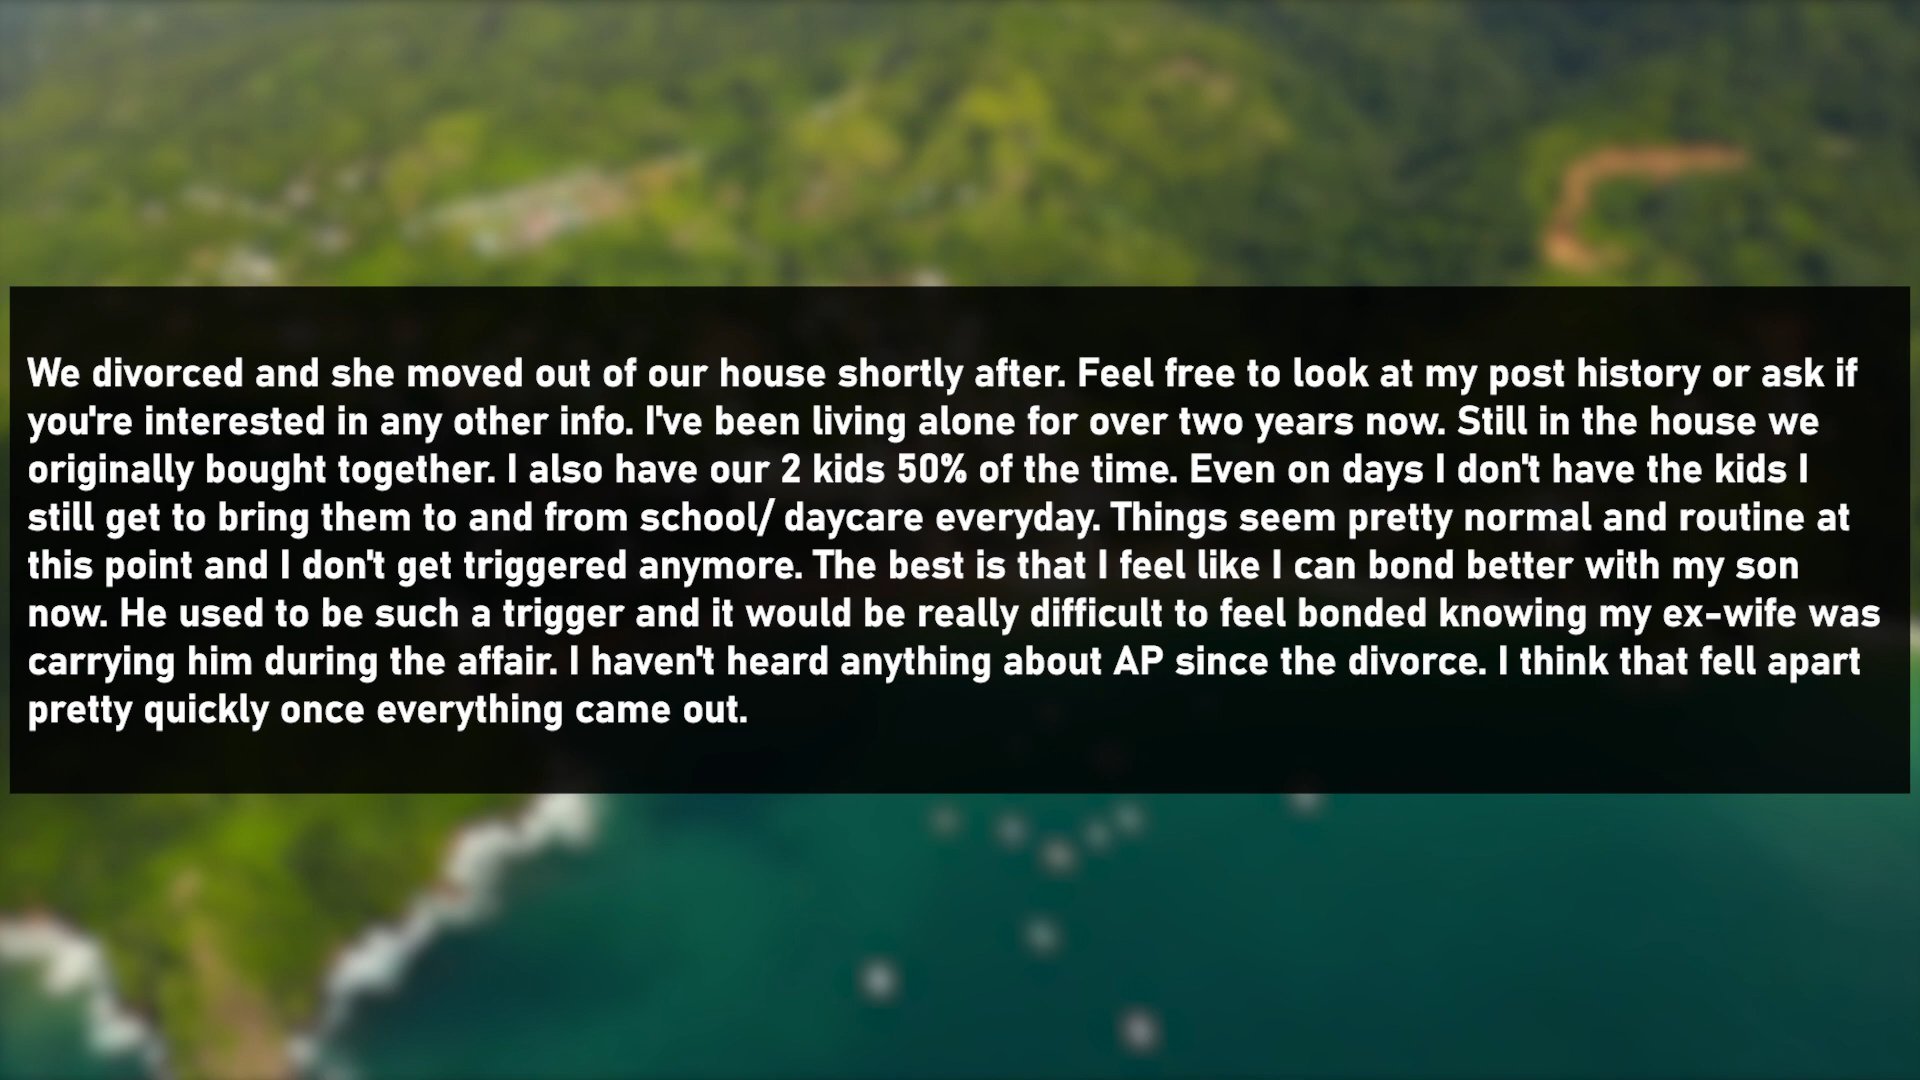 We divorced and she moved out of our house shortly after. Feel free to look at my post history or ask if
you're interested in any other info. I've been living alone for over two years now. Still in the house we
originally bought together. I also have our 2 kids 50% of the time. Even on days I don't have the kids I
still get to bring them to and from school/ daycare everyday. Things seem pretty normal and routine at
this point and I don't get triggered anymore. The best is that I feel like I can bond better with my son
now. He used to be such a trigger and it would be really difficult to feel bonded knowing my ex-wife was
carrying him during the affair. I haven't heard anything about AP since the divorce. I think that fell apart
pretty quickly once everything came out.